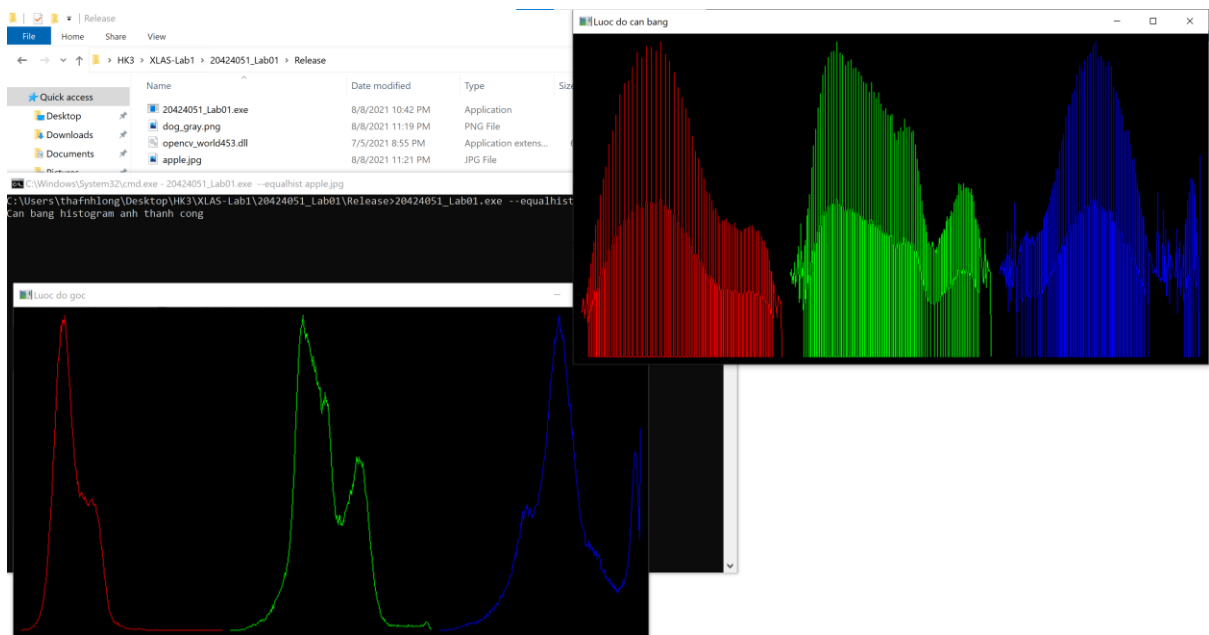 Release
File Home Share View
HK3 > XLAS-Lab1 > 20424051_Lab01 > Release
Name Date modified Type
Quick access
Desktop
Downloads
Documents
Pictures
20424051_Lab01.exe 8/8/2021 10:42 PM Application
dog_gray.png 8/8/2021 11:19 PM PNG File
opencv_world453.dll 7/5/2021 8:55 PM Application extens...
apple.jpg 8/8/2021 11:21 PM JPG File
C:\Windows\System32\cmd.exe - 20424051_Lab01.exe --equalhist apple.jpg
C:\Users\thafnhlong\Desktop\HK3\XLAS-Lab1\20424051_Lab01\Release>20424051_Lab01.exe --equalhist
Can bang histogram anh thanh cong
Luoc do goc
Luoc do can bang